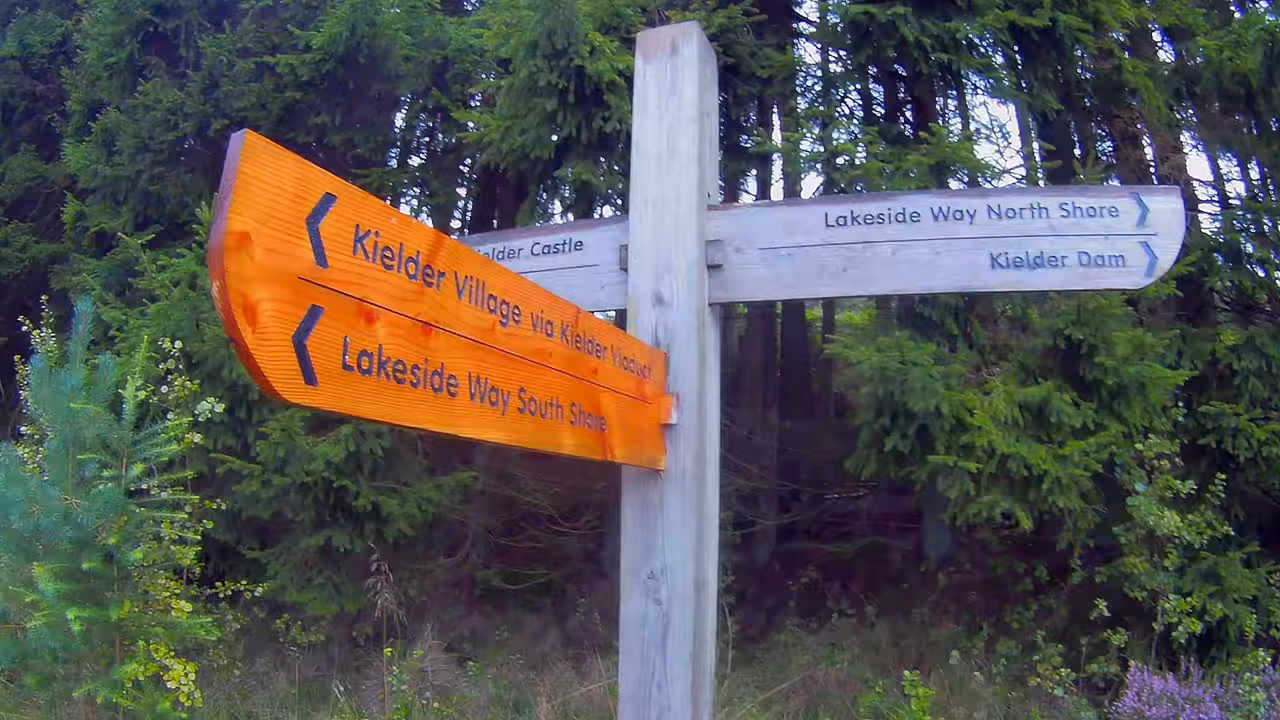 Kielder Village via Kielder Viaduct
Lakeside Way South Shore
Castle
Lakeside Way North Shore
Kielder Dam